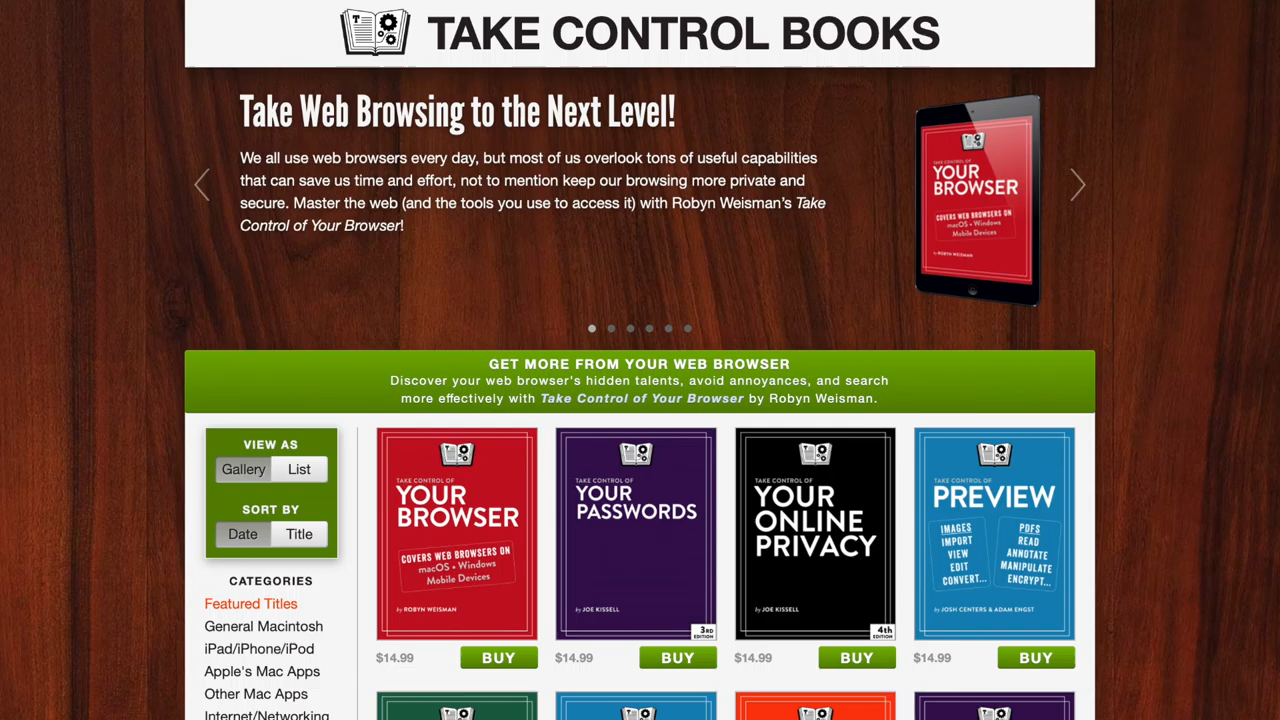 TAKE CONTROL BOOKS
Take Web Browsing to the Next Level!
We all use web browsers every day, but most of us overlook tons of useful capabilities
that can save us time and effort, not to mention keep our browsing more private and
secure. Master the web (and the tools you use to access it) with Robyn Weisman’s Take
Control of Your Browser!
TAKE CONTROL OF
YOUR
BROWSER
COVERS WEB BROWSERS ON
macOS • Windows
Mobile Devices
by ROBYN WEISMAN
GET MORE FROM YOUR WEB BROWSER
Discover your web browser's hidden talents, avoid annoyances, and search
more effectively with Take Control of Your Browser by Robyn Weisman.
VIEW AS
Gallery List
SORT BY
Date Title
CATEGORIES
Featured Titles
General Macintosh
iPad/iPhone/iPod
Apple's Mac Apps
Other Mac Apps
Internet/Networking
TAKE CONTROL OF
YOUR
BROWSER
COVERS WEB BROWSERS ON
macOS • Windows
Mobile Devices
by ROBYN WEISMAN
$14.99 BUY
TAKE CONTROL OF
YOUR
PASSWORDS
by JOE KISSELL
3RD
EDITION
$14.99 BUY
TAKE CONTROL OF
YOUR
ONLINE
PRIVACY
by JOE KISSELL
4th
EDITION
$14.99 BUY
TAKE CONTROL OF
PREVIEW
IMAGES
IMPORT
VIEW
EDIT
CONVERT...
PDFS
READ
ANNOTATE
MANIPULATE
ENCRYPT...
by JOSH CENTERS & ADAM ENGST
$14.99 BUY